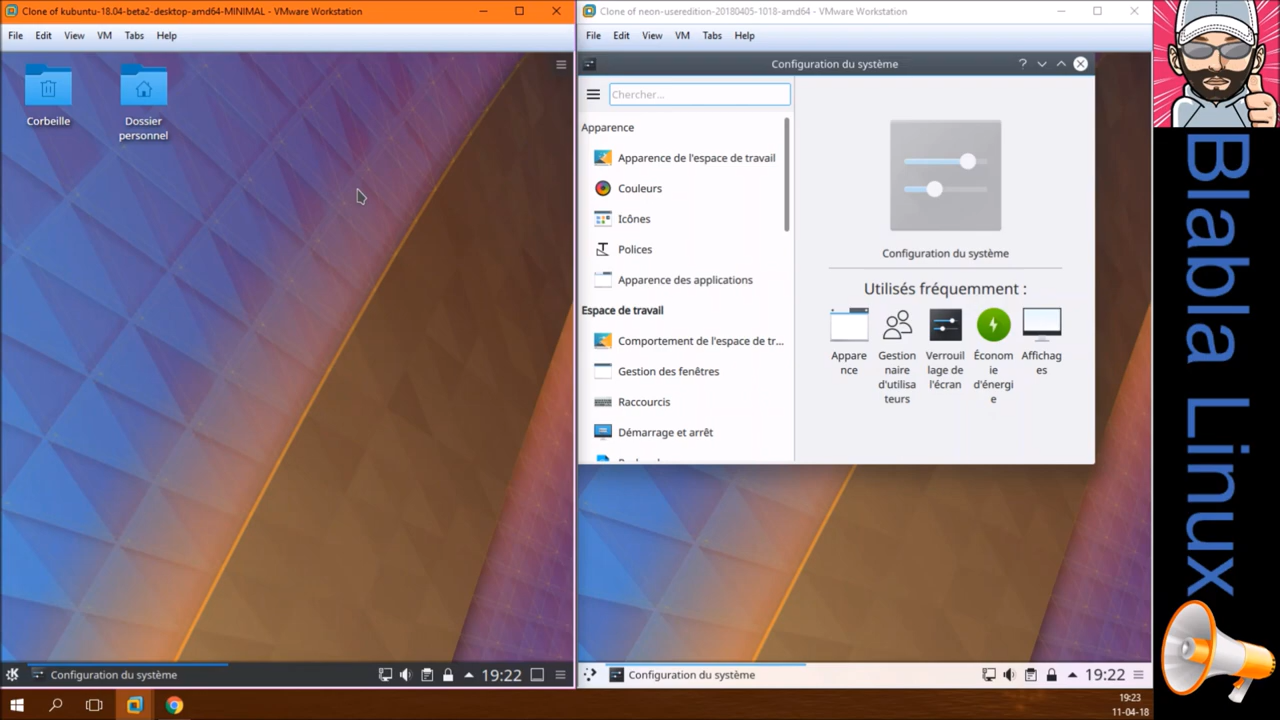 Clone of kubuntu-18.04-beta2-desktop-amd64-MINIMAL - VMware Workstation
File Edit View VM Tabs Help
Corbeille
Dossier
personnel
Configuration du système
19:22
Clone of neon-useredition-20180405-1018-amd64 - VMware Workstation
File Edit View VM Tabs Help
Configuration du système
Chercher...
Apparence
Apparence de l'espace de travail
Couleurs
Icônes
Polices
Apparence des applications
Espace de travail
Comportement de l'espace de tr...
Gestion des fenêtres
Raccourcis
Démarrage et arrêt
Configuration du système
Utilisés fréquemment :
Appare
nce
Gestion
naire
d'utilisa
teurs
Verrouil
lage de
l'écran
Économ
ie
d'énergi
e
Affichag
es
Configuration du système
19:22
19:23
11-04-18
Blabla Linux